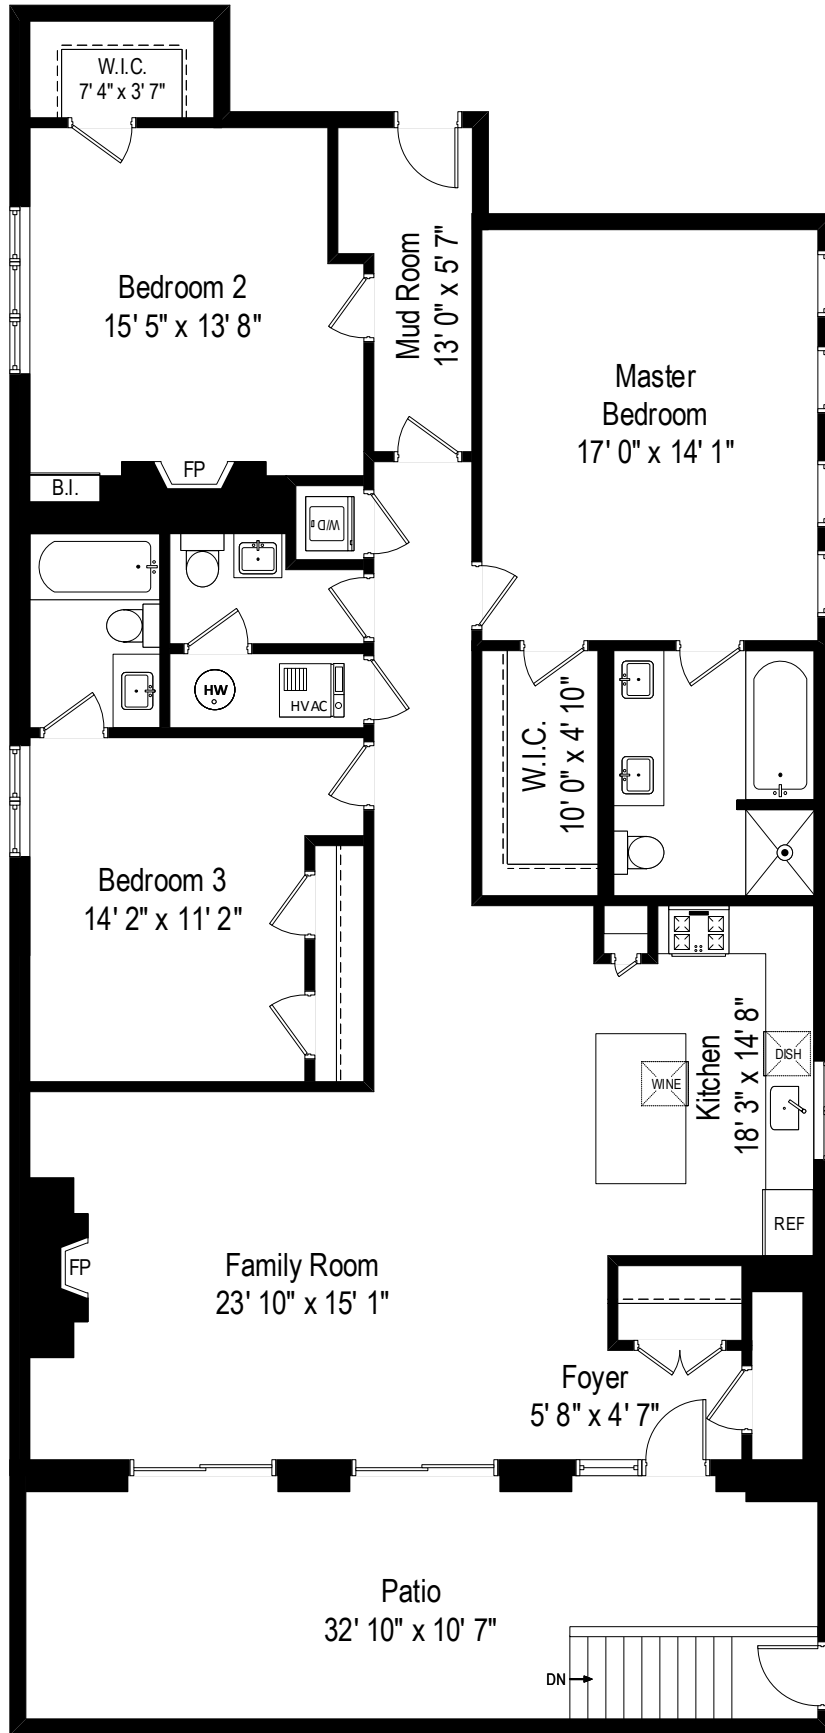 W.I.C.
7' 4" x 3' 7"
Bedroom 2
15' 5" x 13' 8"
Mud Room
13' 0" x 5' 7"
Master
Bedroom
17' 0" x 14' 1"
FP
B.I.
W/D
HW
HVAC
W.I.C.
10' 0" x 4' 10"
Bedroom 3
14' 2" x 11' 2"
Kitchen
18' 3" x 14' 8"
DISH
WINE
REF
FP
Family Room
23' 10" x 15' 1"
Foyer
5' 8" x 4' 7"
Patio
32' 10" x 10' 7"
DN